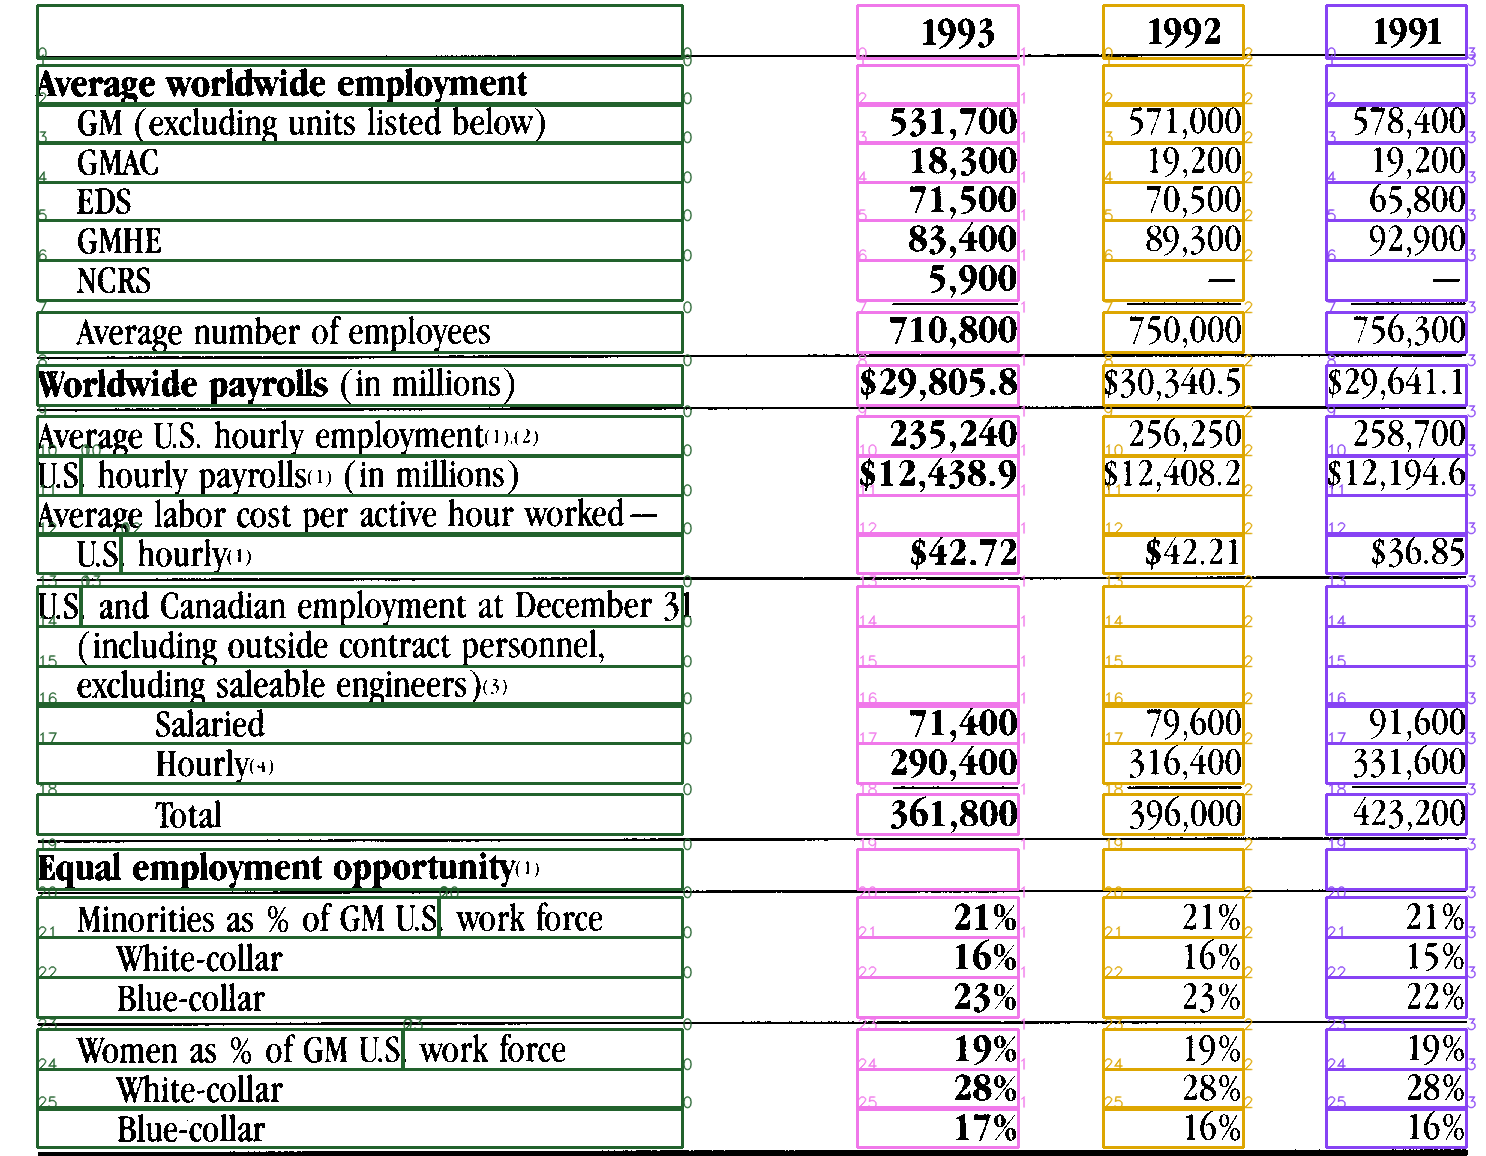 1993 1992 1991
Average worldwide employment
GM (excluding units listed below) 531,700 571,000 578,400
GMAC 18,300 19,200 19,200
EDS 71,500 70,500 65,800
GMHE 83,400 89,300 92,900
NCRS 5,900 — —
Average number of employees 710,800 750,000 756,300
Worldwide payrolls (in millions) $29,805.8 $30,340.5 $29,641.1
Average U.S. hourly employment(1),(2) 235,240 256,250 258,700
U.S. hourly payrolls(1) (in millions) $12,438.9 $12,408.2 $12,194.6
Average labor cost per active hour worked—
U.S. hourly(1) $42.72 $42.21 $36.85
U.S. and Canadian employment at December 31
(including outside contract personnel,
excluding saleable engineers)(3)
Salaried 71,400 79,600 91,600
Hourly(4) 290,400 316,400 331,600
Total 361,800 396,000 423,200
Equal employment opportunity(1)
Minorities as % of GM U.S. work force 21% 21% 21%
White-collar 16% 16% 15%
Blue-collar 23% 23% 22%
Women as % of GM U.S. work force 19% 19% 19%
White-collar 28% 28% 28%
Blue-collar 17% 16% 16%